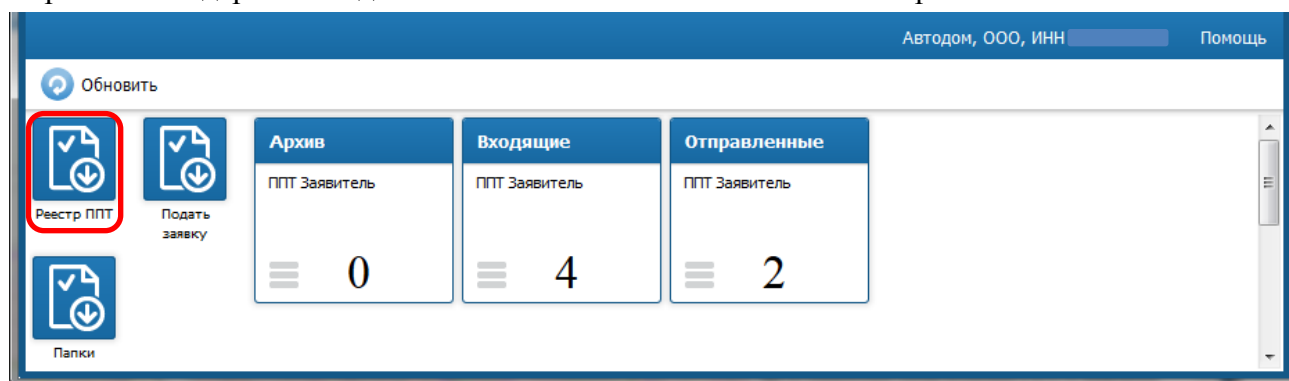 Автодом, ООО, ИНН
Помощь
Обновить
Реестр ППТ
Подать
заявку
Папки
Архив
ППТ Заявитель
0
Входящие
ППТ Заявитель
4
Отправленные
ППТ Заявитель
2